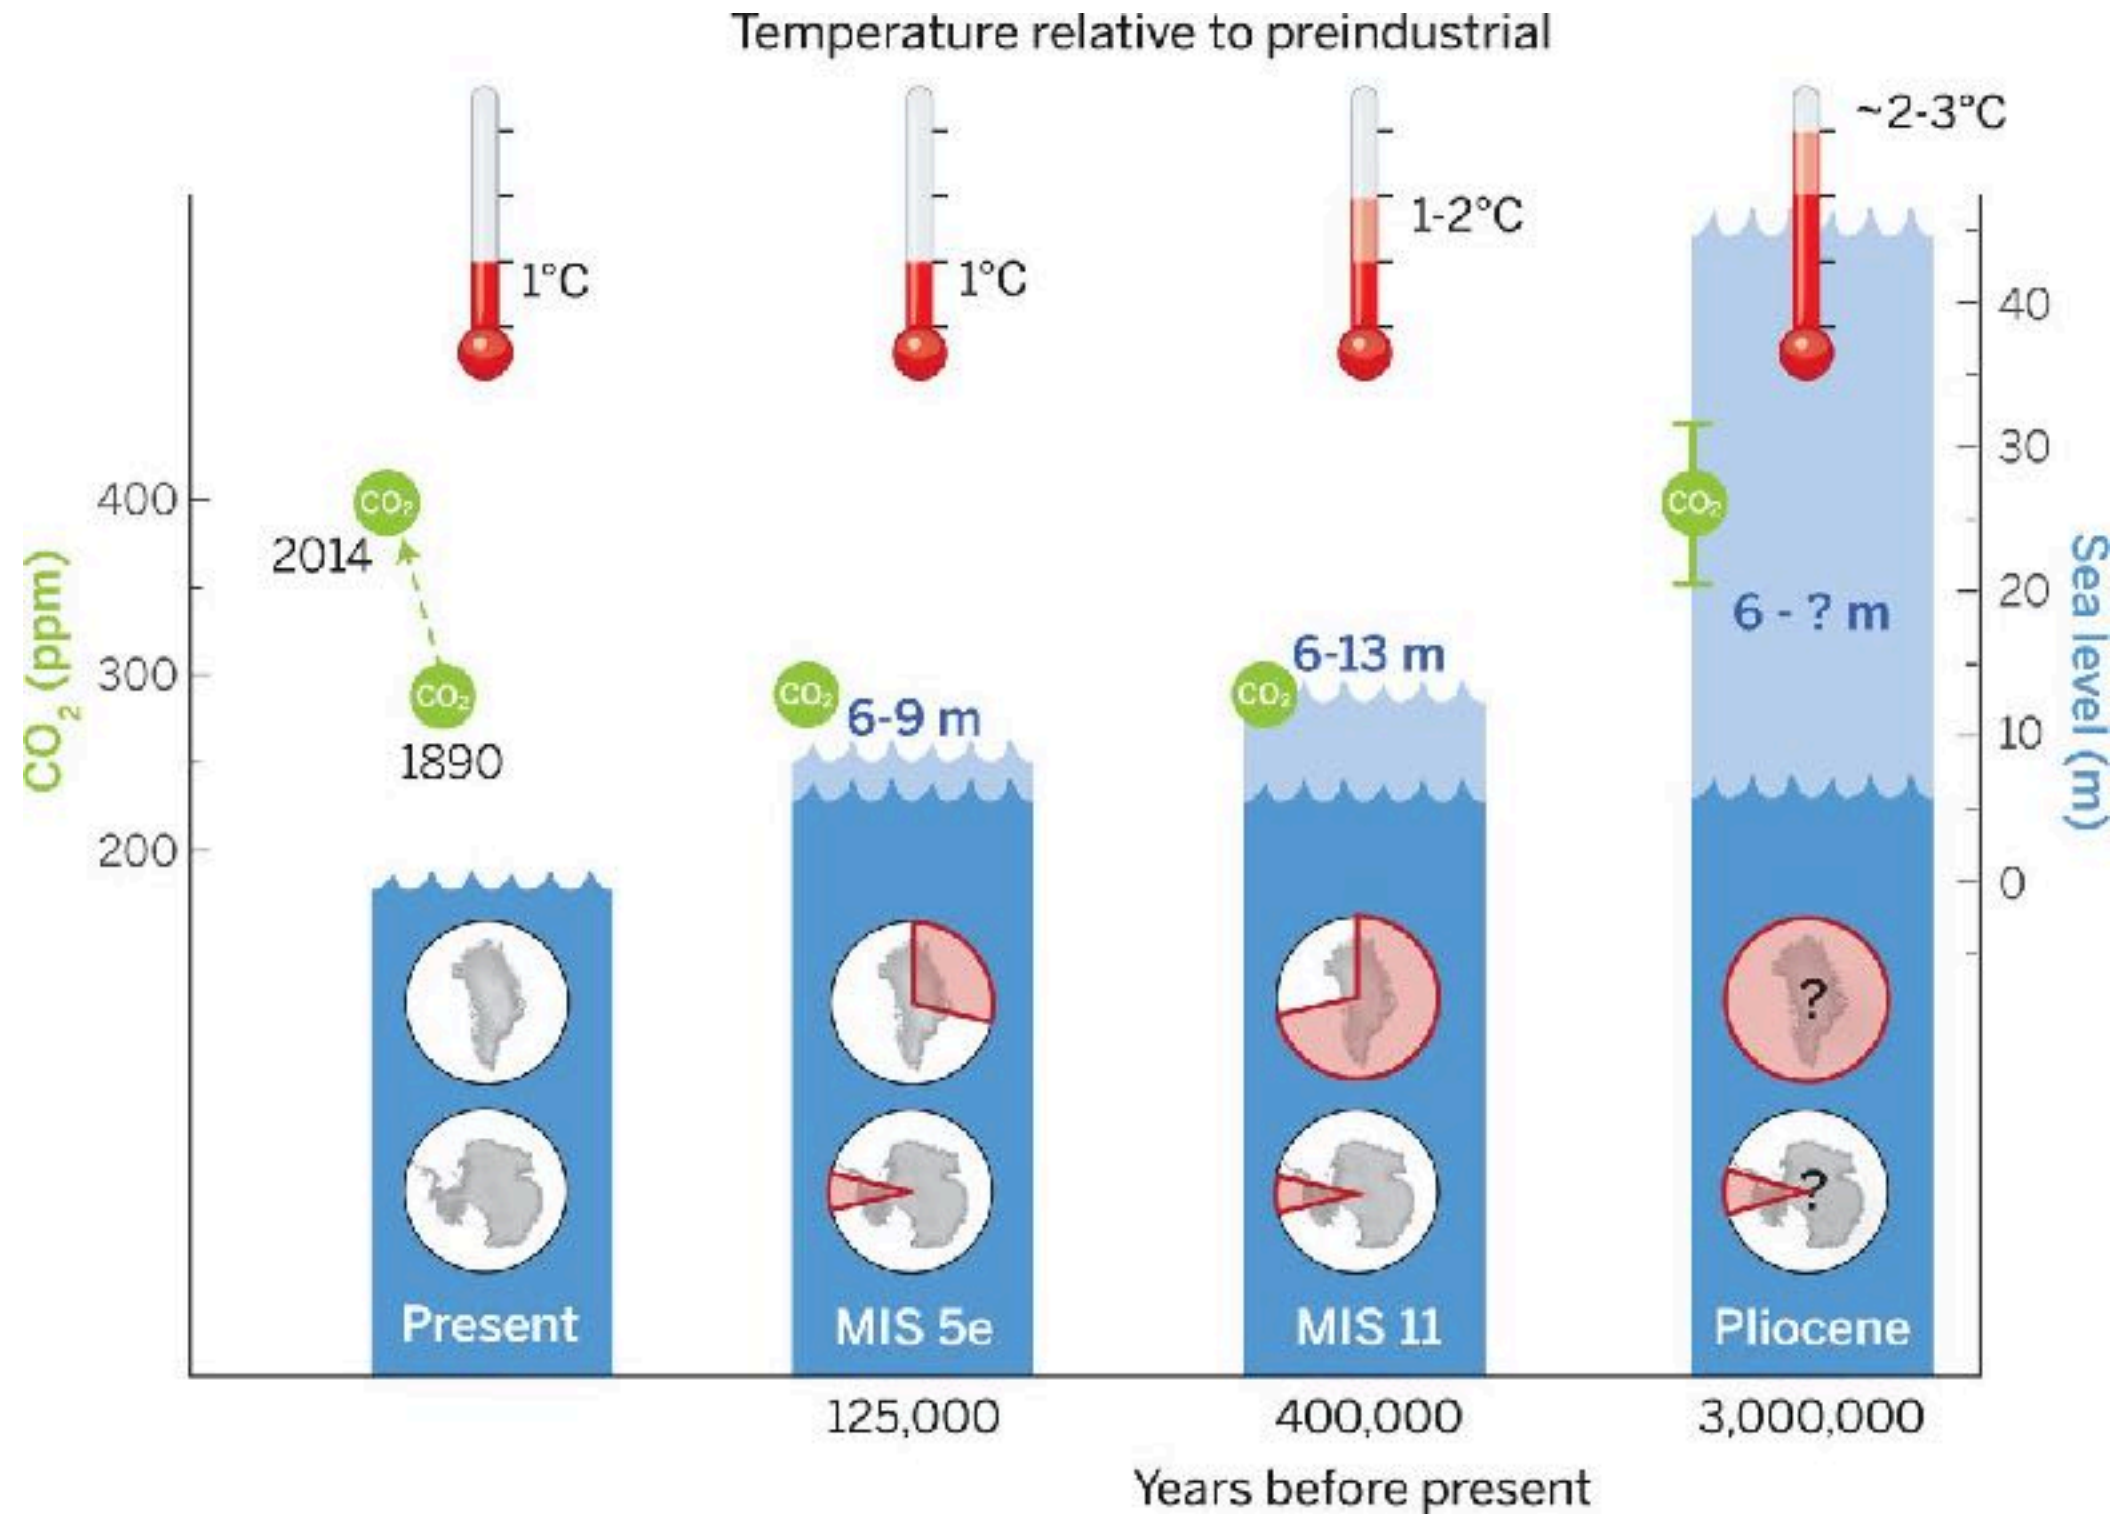 Temperature relative to preindustrial
1°C
1°C
1-2°C
~2-3°C
CO₂ (ppm)
400
300
200
CO₂
2014
CO₂
1890
CO₂
6-9 m
CO₂
6-13 m
CO₂
6 - ? m
40
30
20
10
0
Sea level (m)
?
?
Present
MIS 5e
MIS 11
Pliocene
125,000
400,000
3,000,000
Years before present